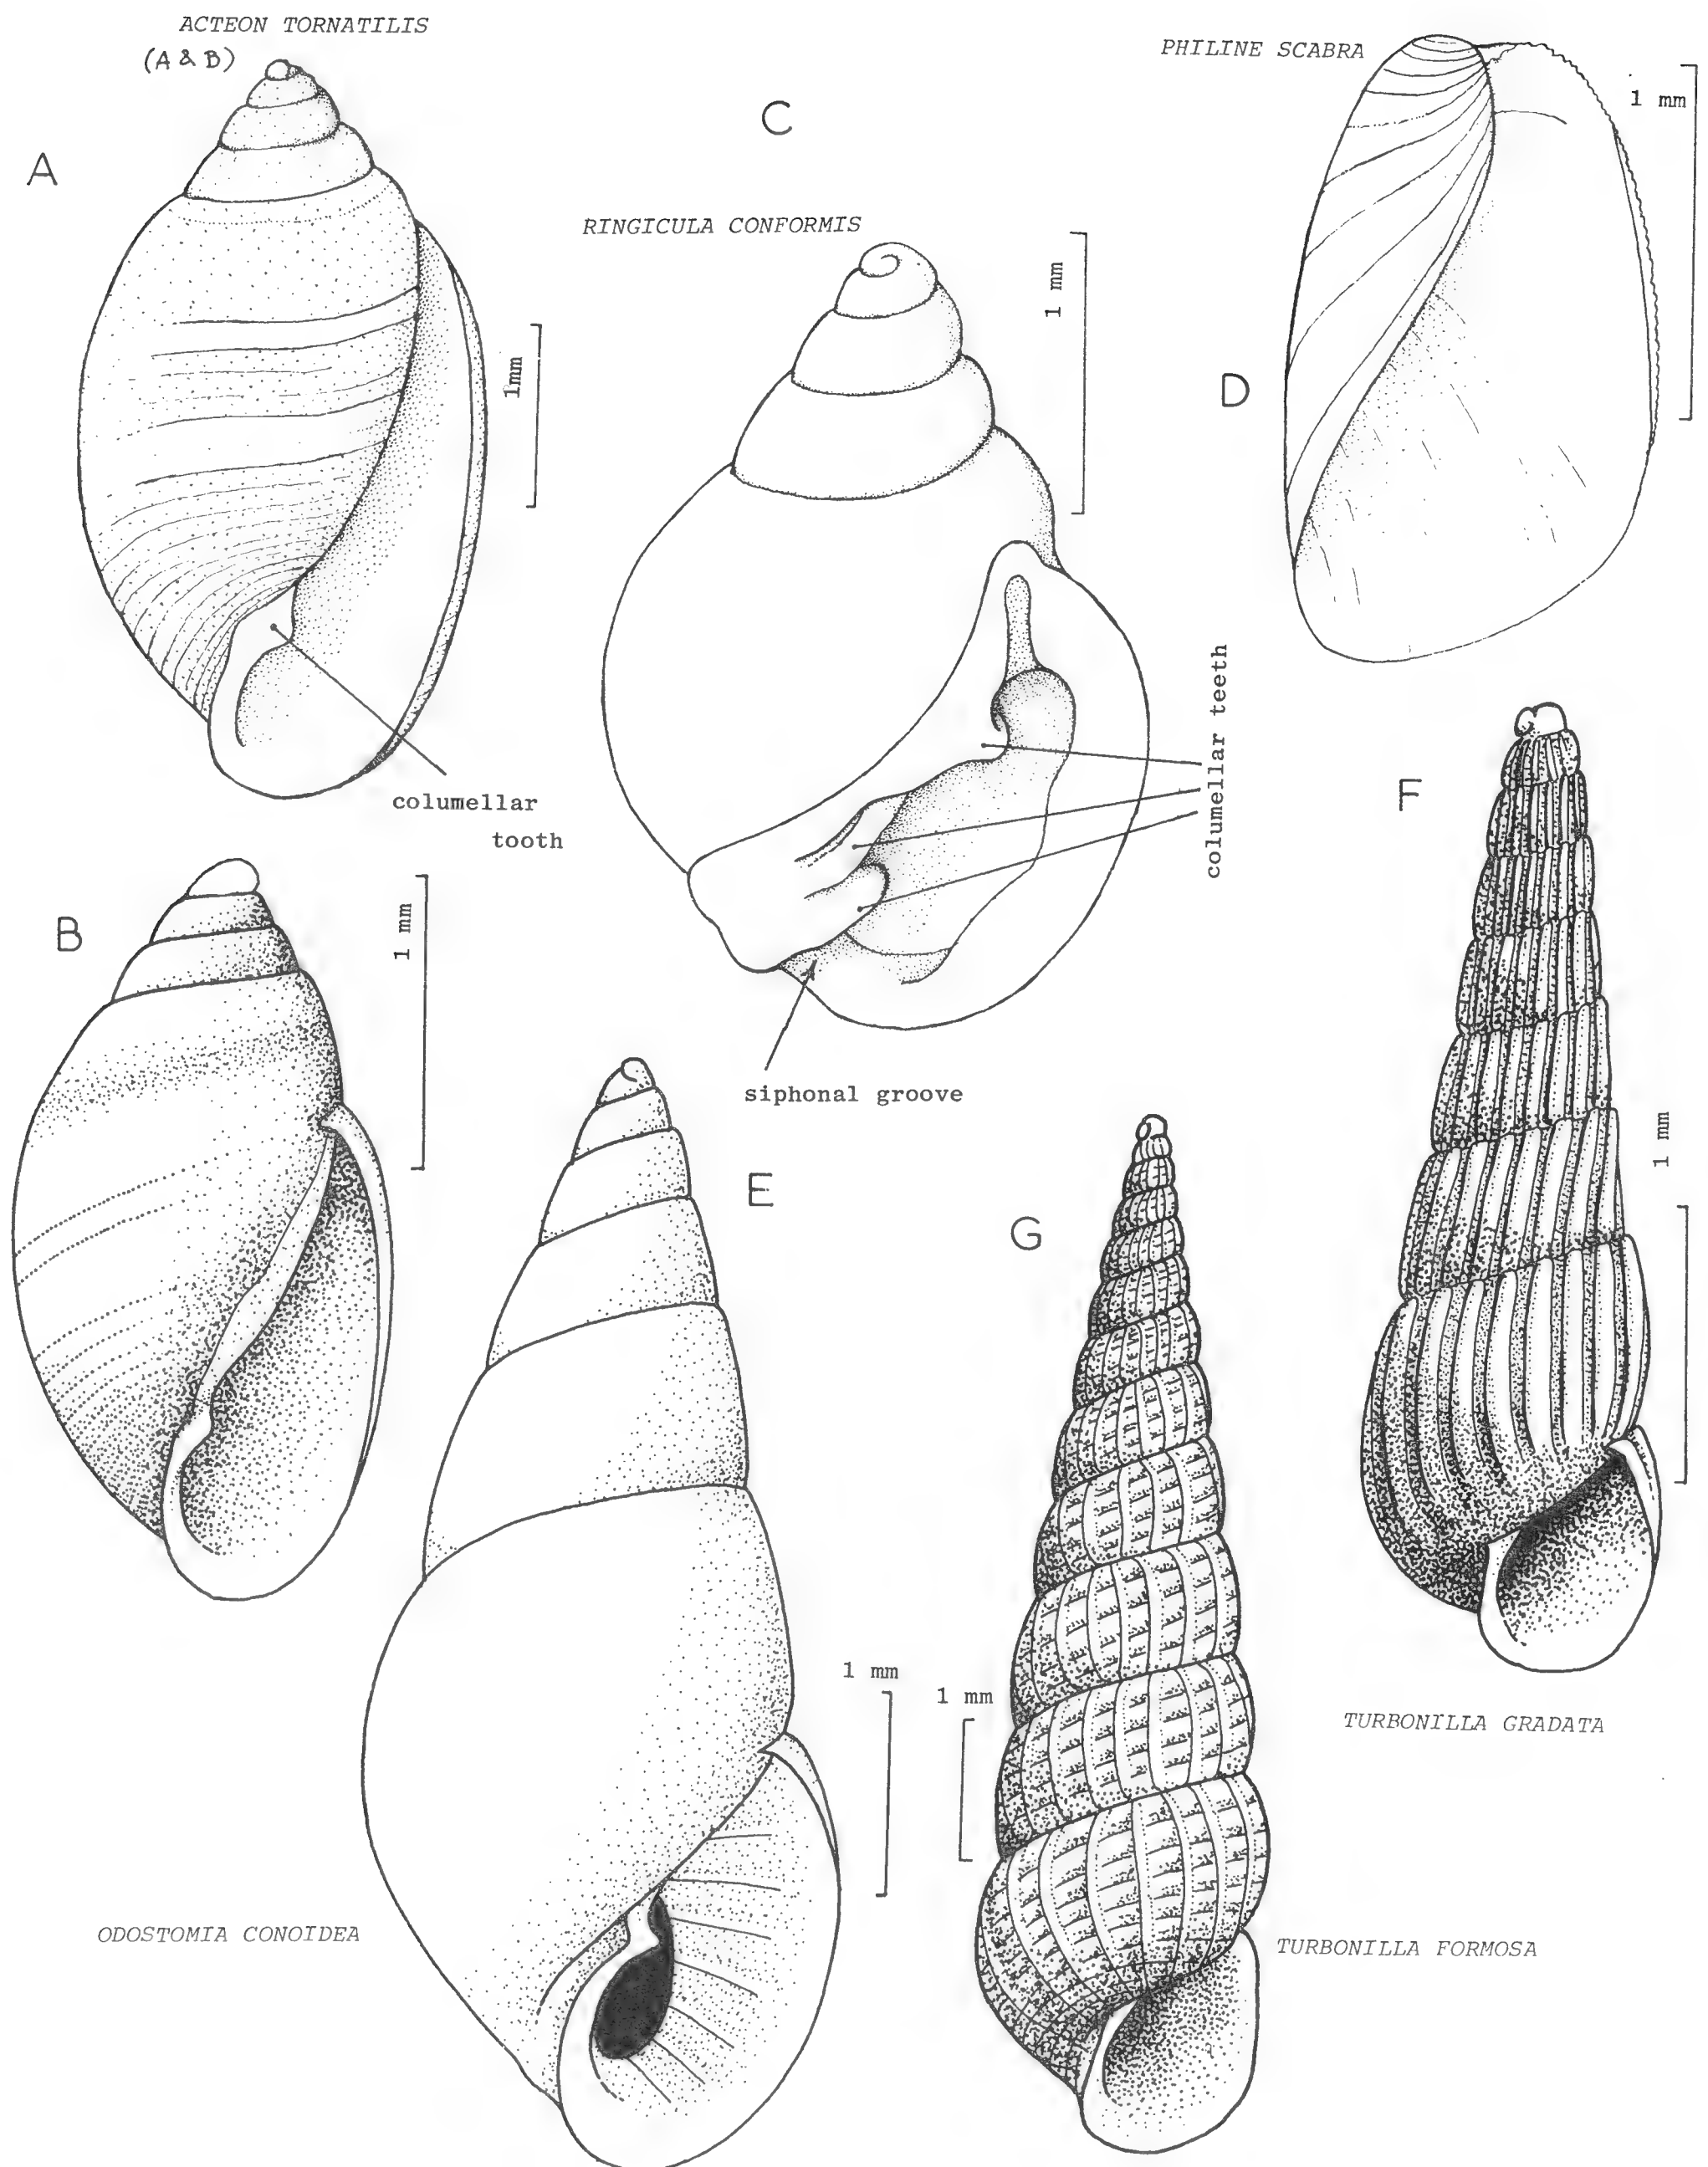 ACTEON TORNATILIS
(A & B)
A
1mm
columellar
tooth
B
1 mm
C
RINGICULA CONFORMIS
1 mm
columellar teeth
siphonal groove
PHILINE SCABRA
1 mm
D
E
1 mm
ODOSTOMIA CONOIDEA
F
1 mm
TURBONILLA GRADATA
G
1 mm
TURBONILLA FORMOSA